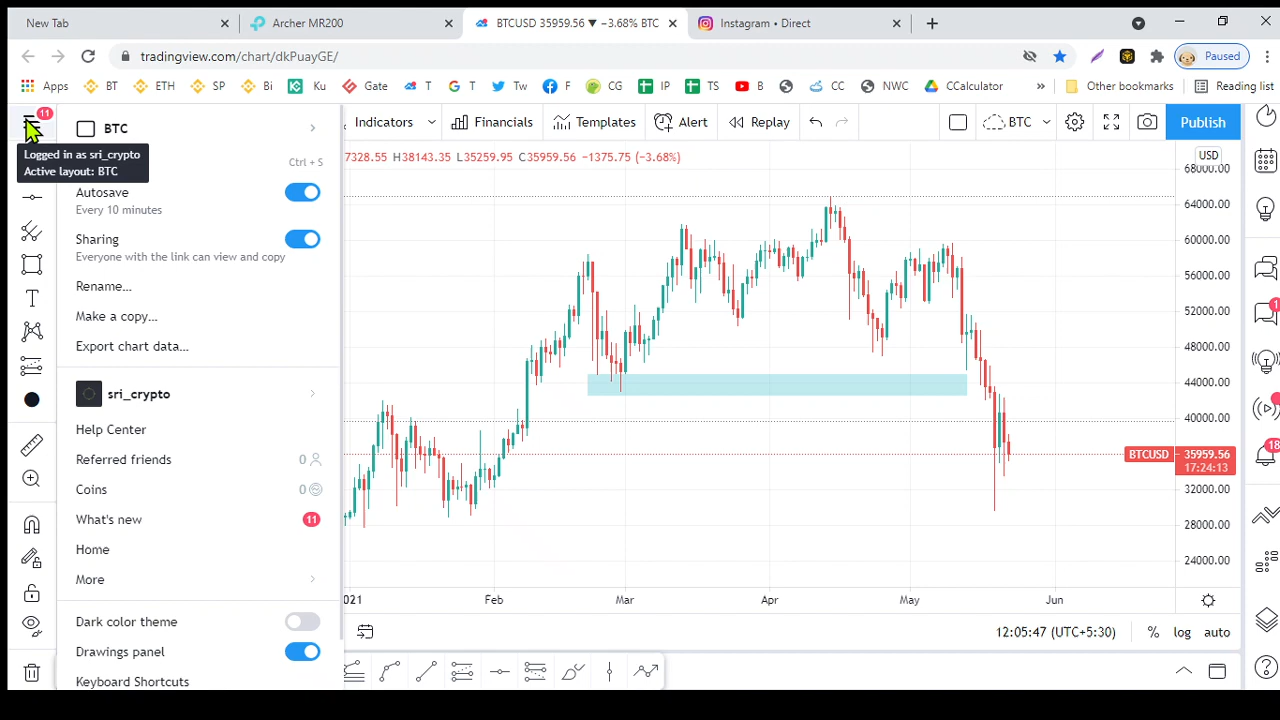 New Tab
Archer MR200
BTCUSD 35959.56 ▼ −3.68% BTC
Instagram • Direct
tradingview.com/chart/dkPuayGE/
Paused
Apps BT ETH SP Bi Ku Gate T T Tw F CG IP TS B CC NWC CCalculator » Other bookmarks Reading list
11
BTC
Indicators Financials Templates Alert Replay BTC Publish
Logged in as sri_crypto
Active layout: BTC
Ctrl + S
7328.55 H38143.35 L35259.95 C35959.56 −1375.75 (−3.68%)
USD
Autosave
Every 10 minutes
Sharing
Everyone with the link can view and copy
Rename...
Make a copy...
Export chart data...
sri_crypto
Help Center
Referred friends 0
Coins 0
What's new 11
Home
More
Dark color theme
Drawings panel
Keyboard Shortcuts
68000.00
64000.00
60000.00
56000.00
52000.00
48000.00
44000.00
40000.00
BTCUSD 35959.56
17:24:13
32000.00
28000.00
24000.00
18
2021 Feb Mar Apr May Jun
12:05:47 (UTC+5:30) % log auto